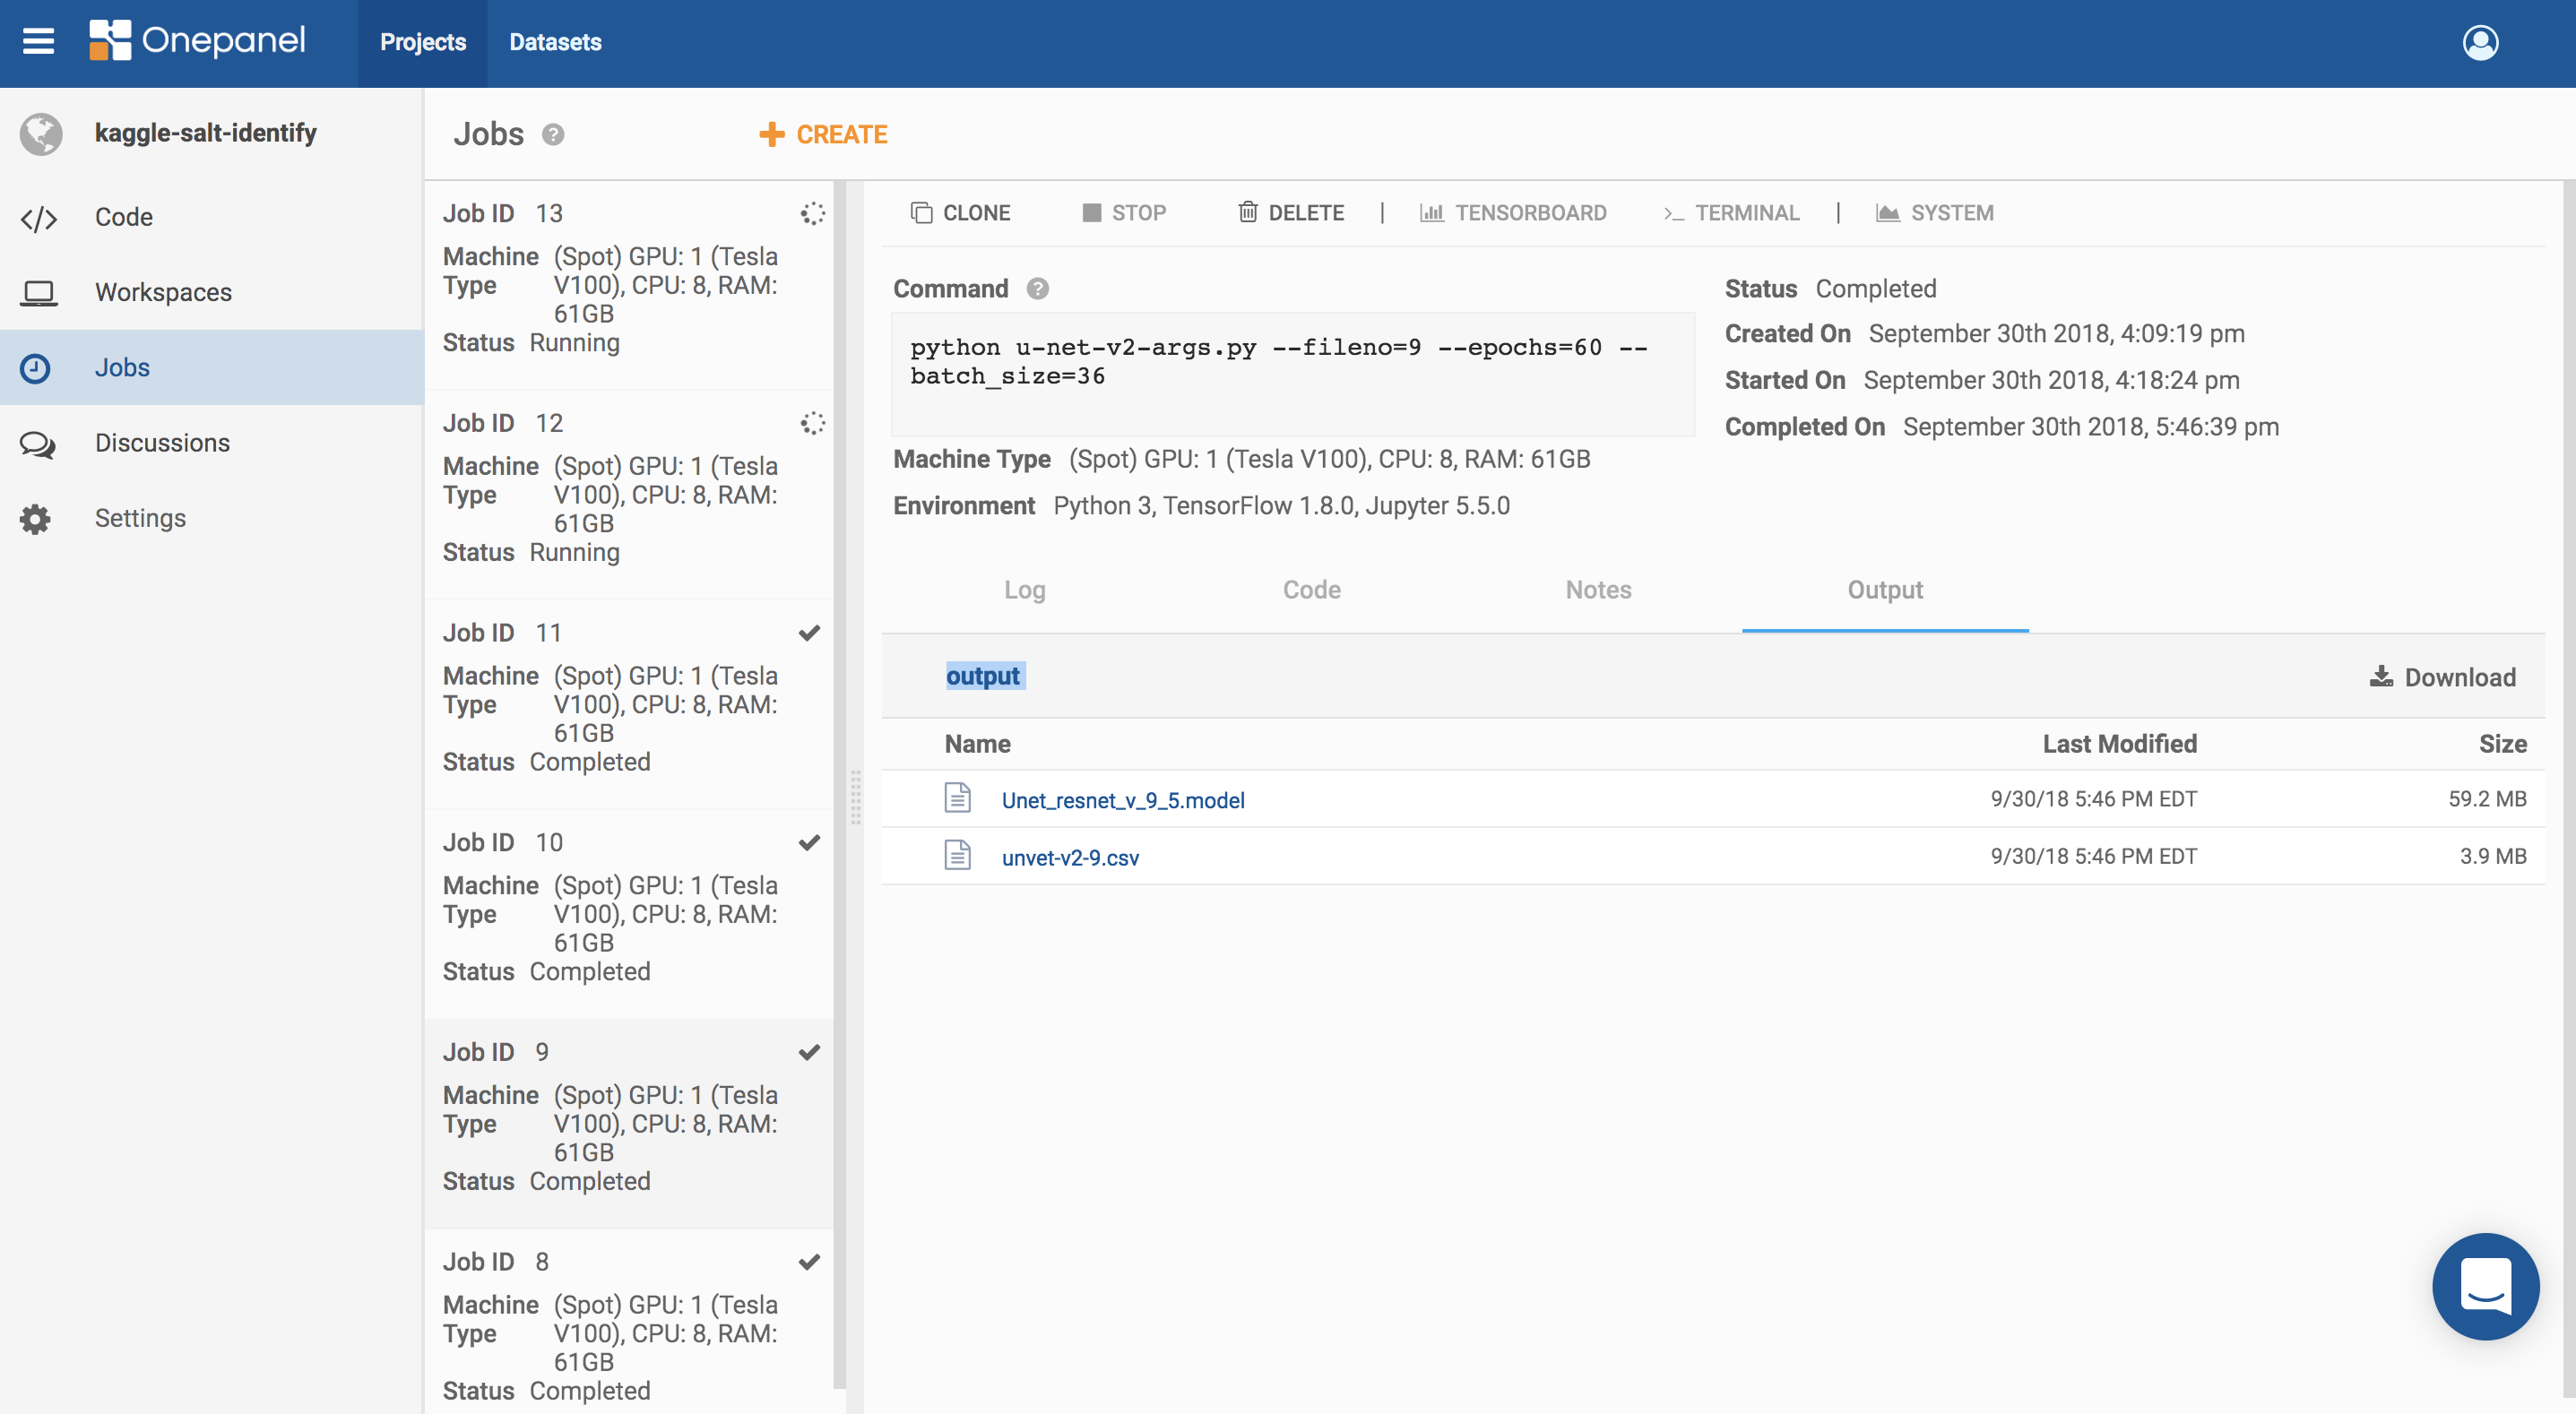 Onepanel
Projects
Datasets
kaggle-salt-identify
Code
Workspaces
Jobs
Discussions
Settings
Jobs ?
CREATE
Job ID 13
Machine Type (Spot) GPU: 1 (Tesla
V100), CPU: 8, RAM:
61GB
Status Running
Job ID 12
Machine Type (Spot) GPU: 1 (Tesla
V100), CPU: 8, RAM:
61GB
Status Running
Job ID 11
Machine Type (Spot) GPU: 1 (Tesla
V100), CPU: 8, RAM:
61GB
Status Completed
Job ID 10
Machine Type (Spot) GPU: 1 (Tesla
V100), CPU: 8, RAM:
61GB
Status Completed
Job ID 9
Machine Type (Spot) GPU: 1 (Tesla
V100), CPU: 8, RAM:
61GB
Status Completed
Job ID 8
Machine Type (Spot) GPU: 1 (Tesla
V100), CPU: 8, RAM:
61GB
Status Completed
CLONE STOP DELETE | TENSORBOARD >_ TERMINAL | SYSTEM
Command ?
python u-net-v2-args.py --fileno=9 --epochs=60 --
batch_size=36
Machine Type (Spot) GPU: 1 (Tesla V100), CPU: 8, RAM: 61GB
Environment Python 3, TensorFlow 1.8.0, Jupyter 5.5.0
Status Completed
Created On September 30th 2018, 4:09:19 pm
Started On September 30th 2018, 4:18:24 pm
Completed On September 30th 2018, 5:46:39 pm
Log Code Notes Output
output Download
Name Last Modified Size
Unet_resnet_v_9_5.model 9/30/18 5:46 PM EDT 59.2 MB
unvet-v2-9.csv 9/30/18 5:46 PM EDT 3.9 MB